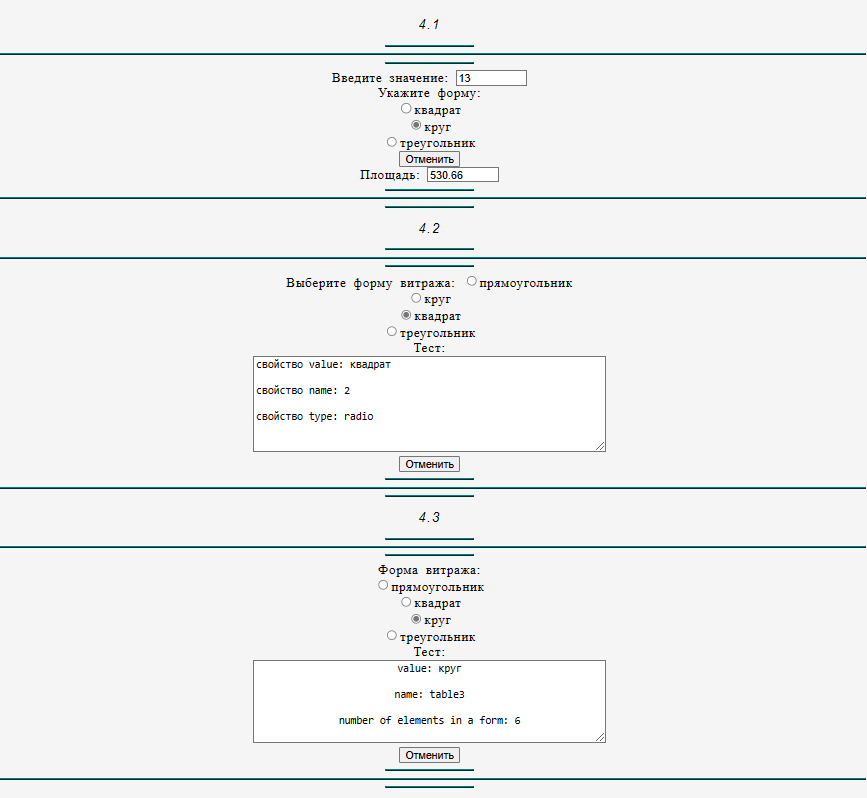 4.1
Введите значение: 13
Укажите форму:
квадрат
круг
треугольник
Отменить
Площадь: 530.66
4.2
Выберите форму витража: прямоугольник
круг
квадрат
треугольник
Тест:
свойство value: квадрат
свойство name: 2
свойство type: radio
Отменить
4.3
Форма витража:
прямоугольник
квадрат
круг
треугольник
Тест:
value: круг
name: table3
number of elements in a form: 6
Отменить